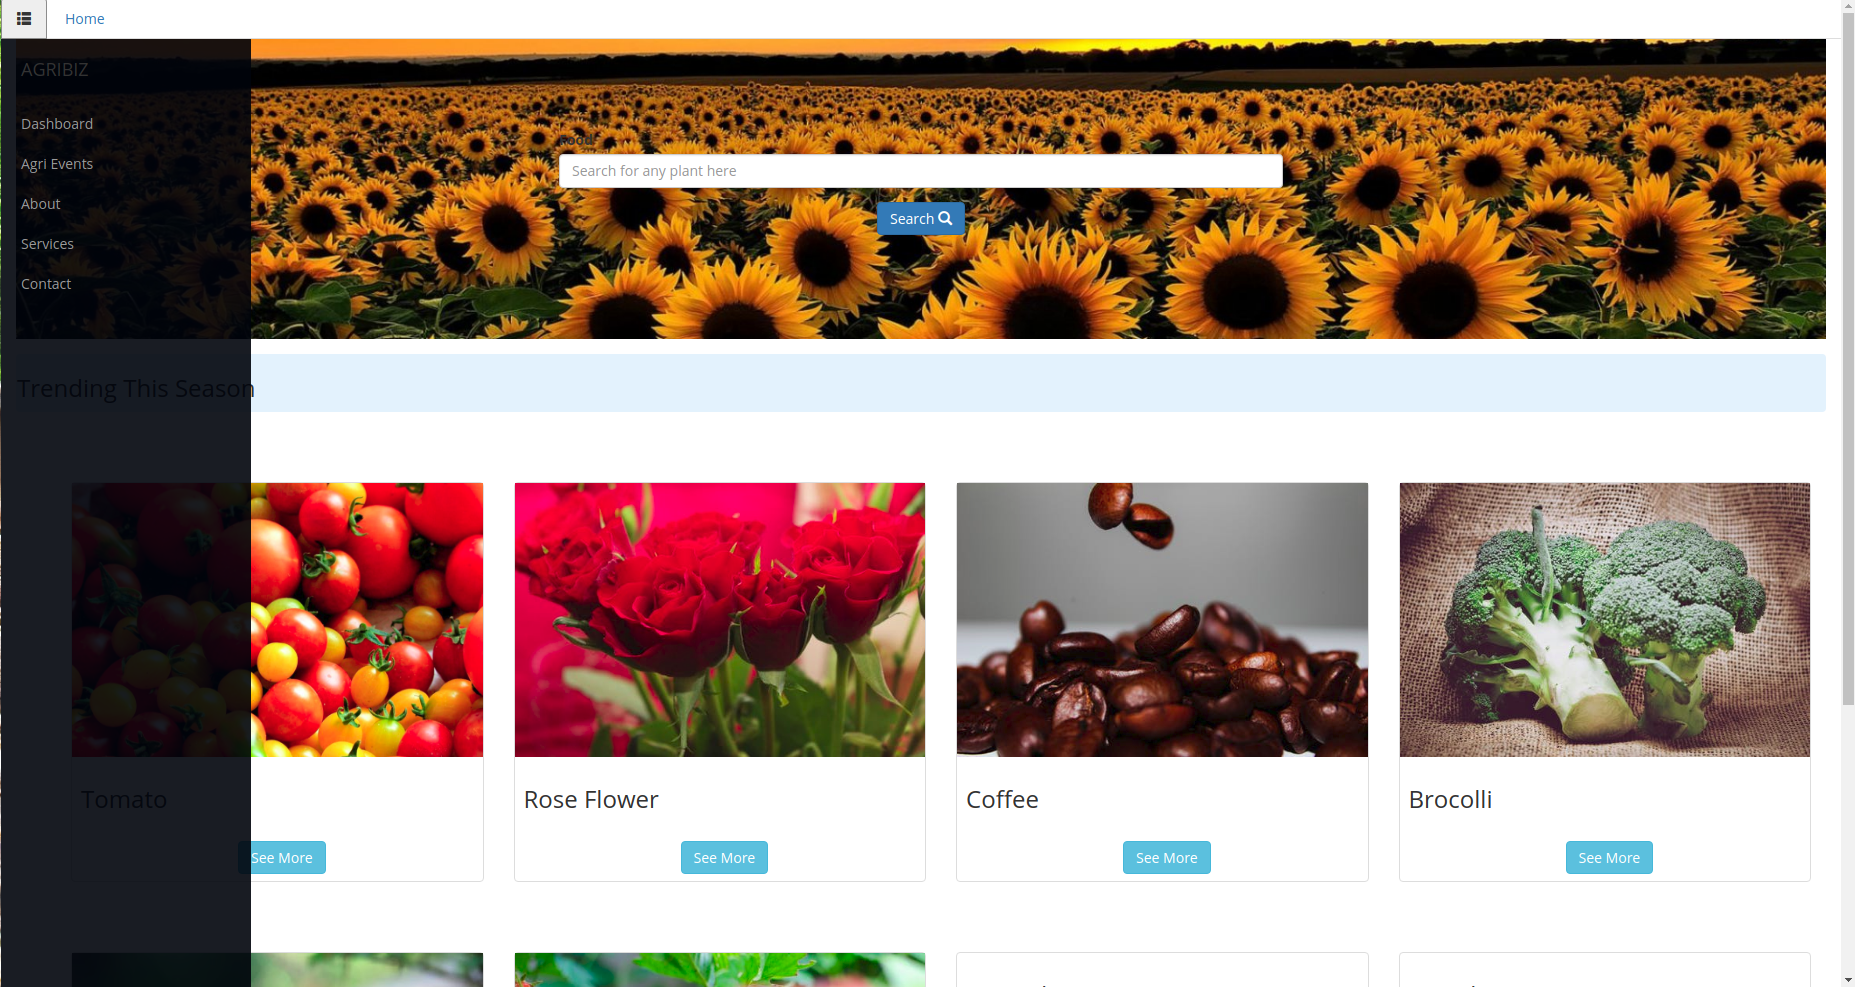 Home
AGRIBIZ
Dashboard
Agri Events
About
Services
Contact
Search for any plant here
Search
Trending This Season
Tomato
Rose Flower
Coffee
Brocolli
See More
See More
See More
See More